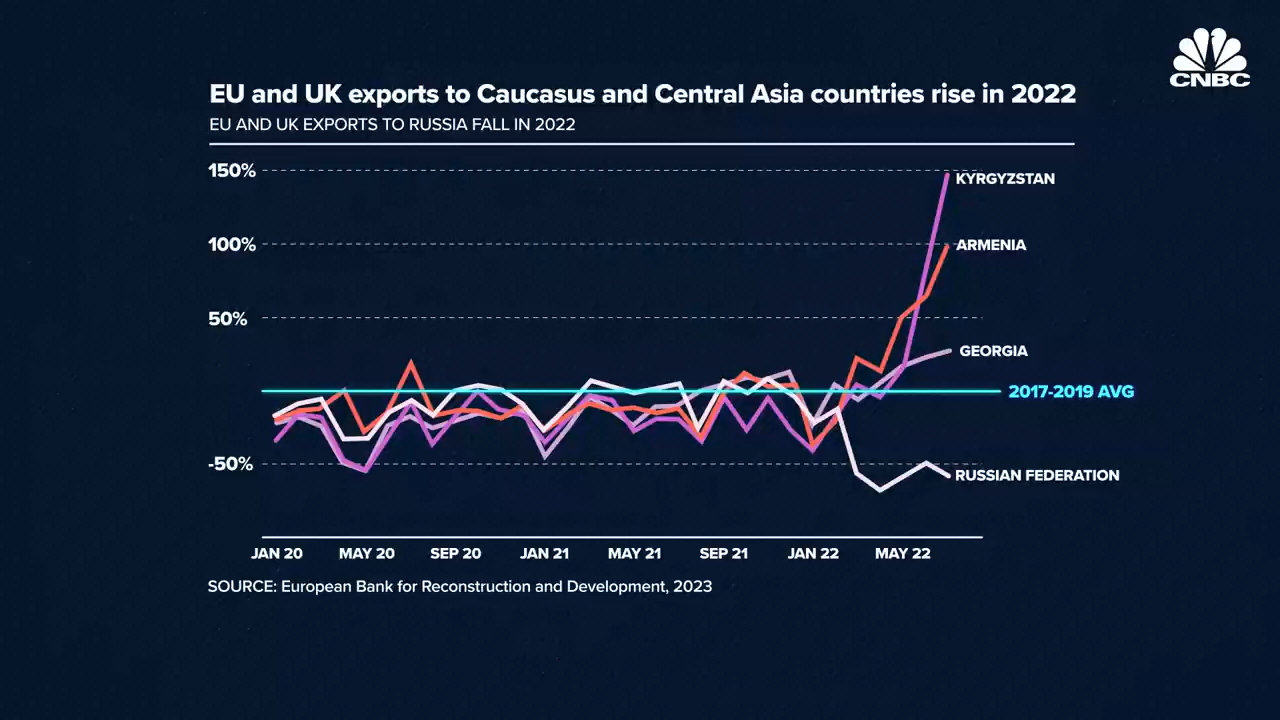 CNBC
EU and UK exports to Caucasus and Central Asia countries rise in 2022
EU AND UK EXPORTS TO RUSSIA FALL IN 2022
150%
KYRGYZSTAN
100%
ARMENIA
50%
GEORGIA
2017-2019 AVG
-50%
RUSSIAN FEDERATION
JAN 20 MAY 20 SEP 20 JAN 21 MAY 21 SEP 21 JAN 22 MAY 22
SOURCE: European Bank for Reconstruction and Development, 2023